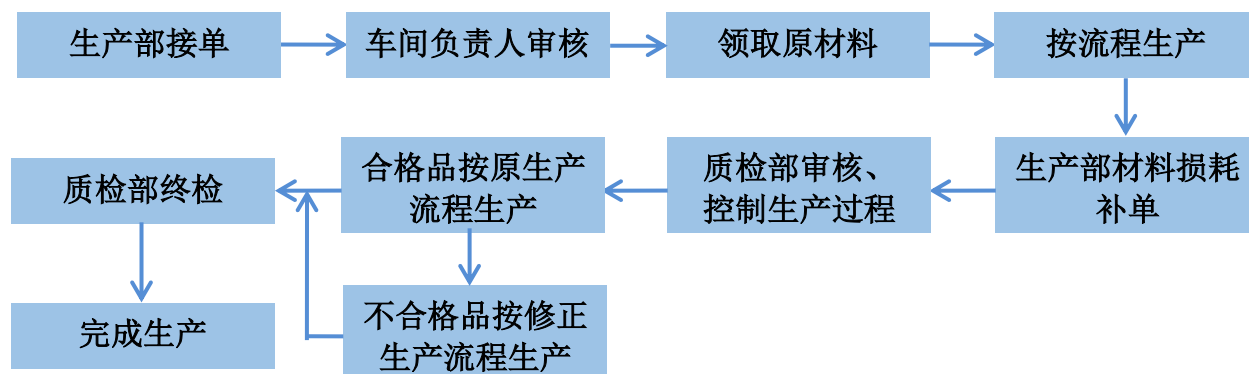 生产部接单
车间负责人审核
领取原材料
按流程生产
生产部材料损耗
补单
质检部审核、
控制生产过程
合格品按原生产
流程生产
质检部终检
不合格品按修正
生产流程生产
完成生产